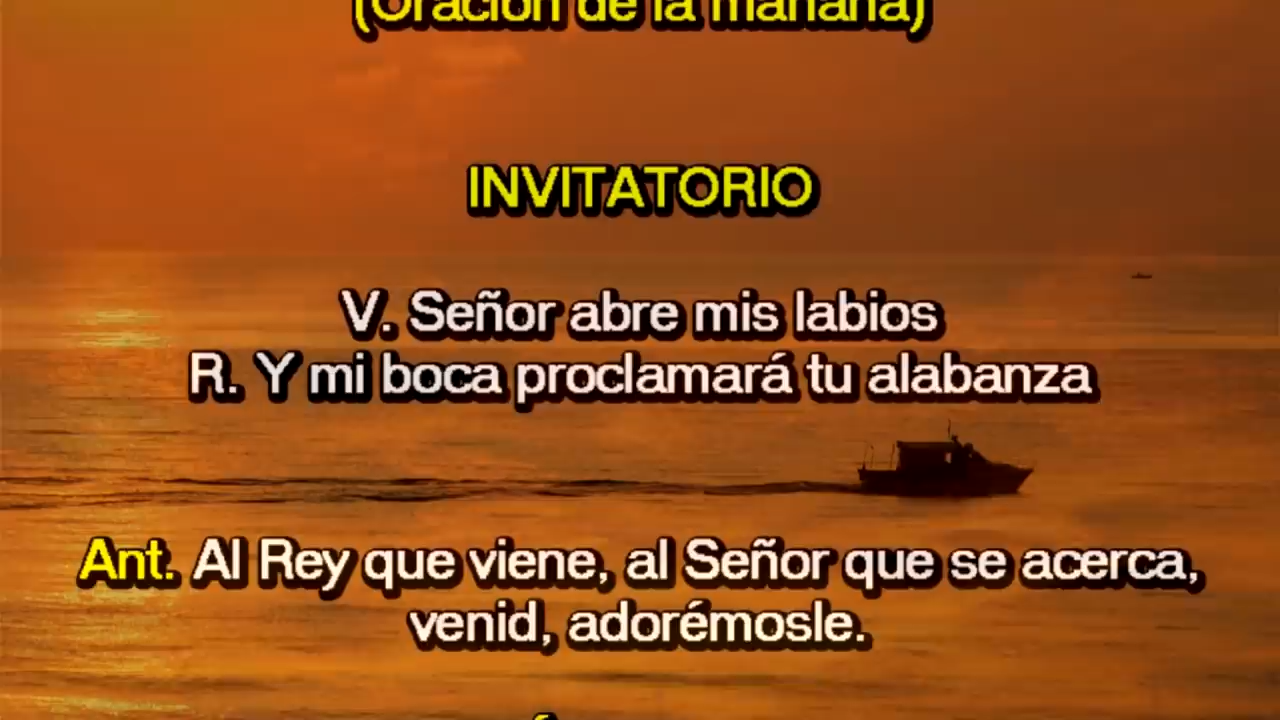 (Oración de la mañana)
INVITATORIO
V. Señor abre mis labios
R. Y mi boca proclamará tu alabanza
Ant. Al Rey que viene, al Señor que se acerca,
venid, adorémosle.